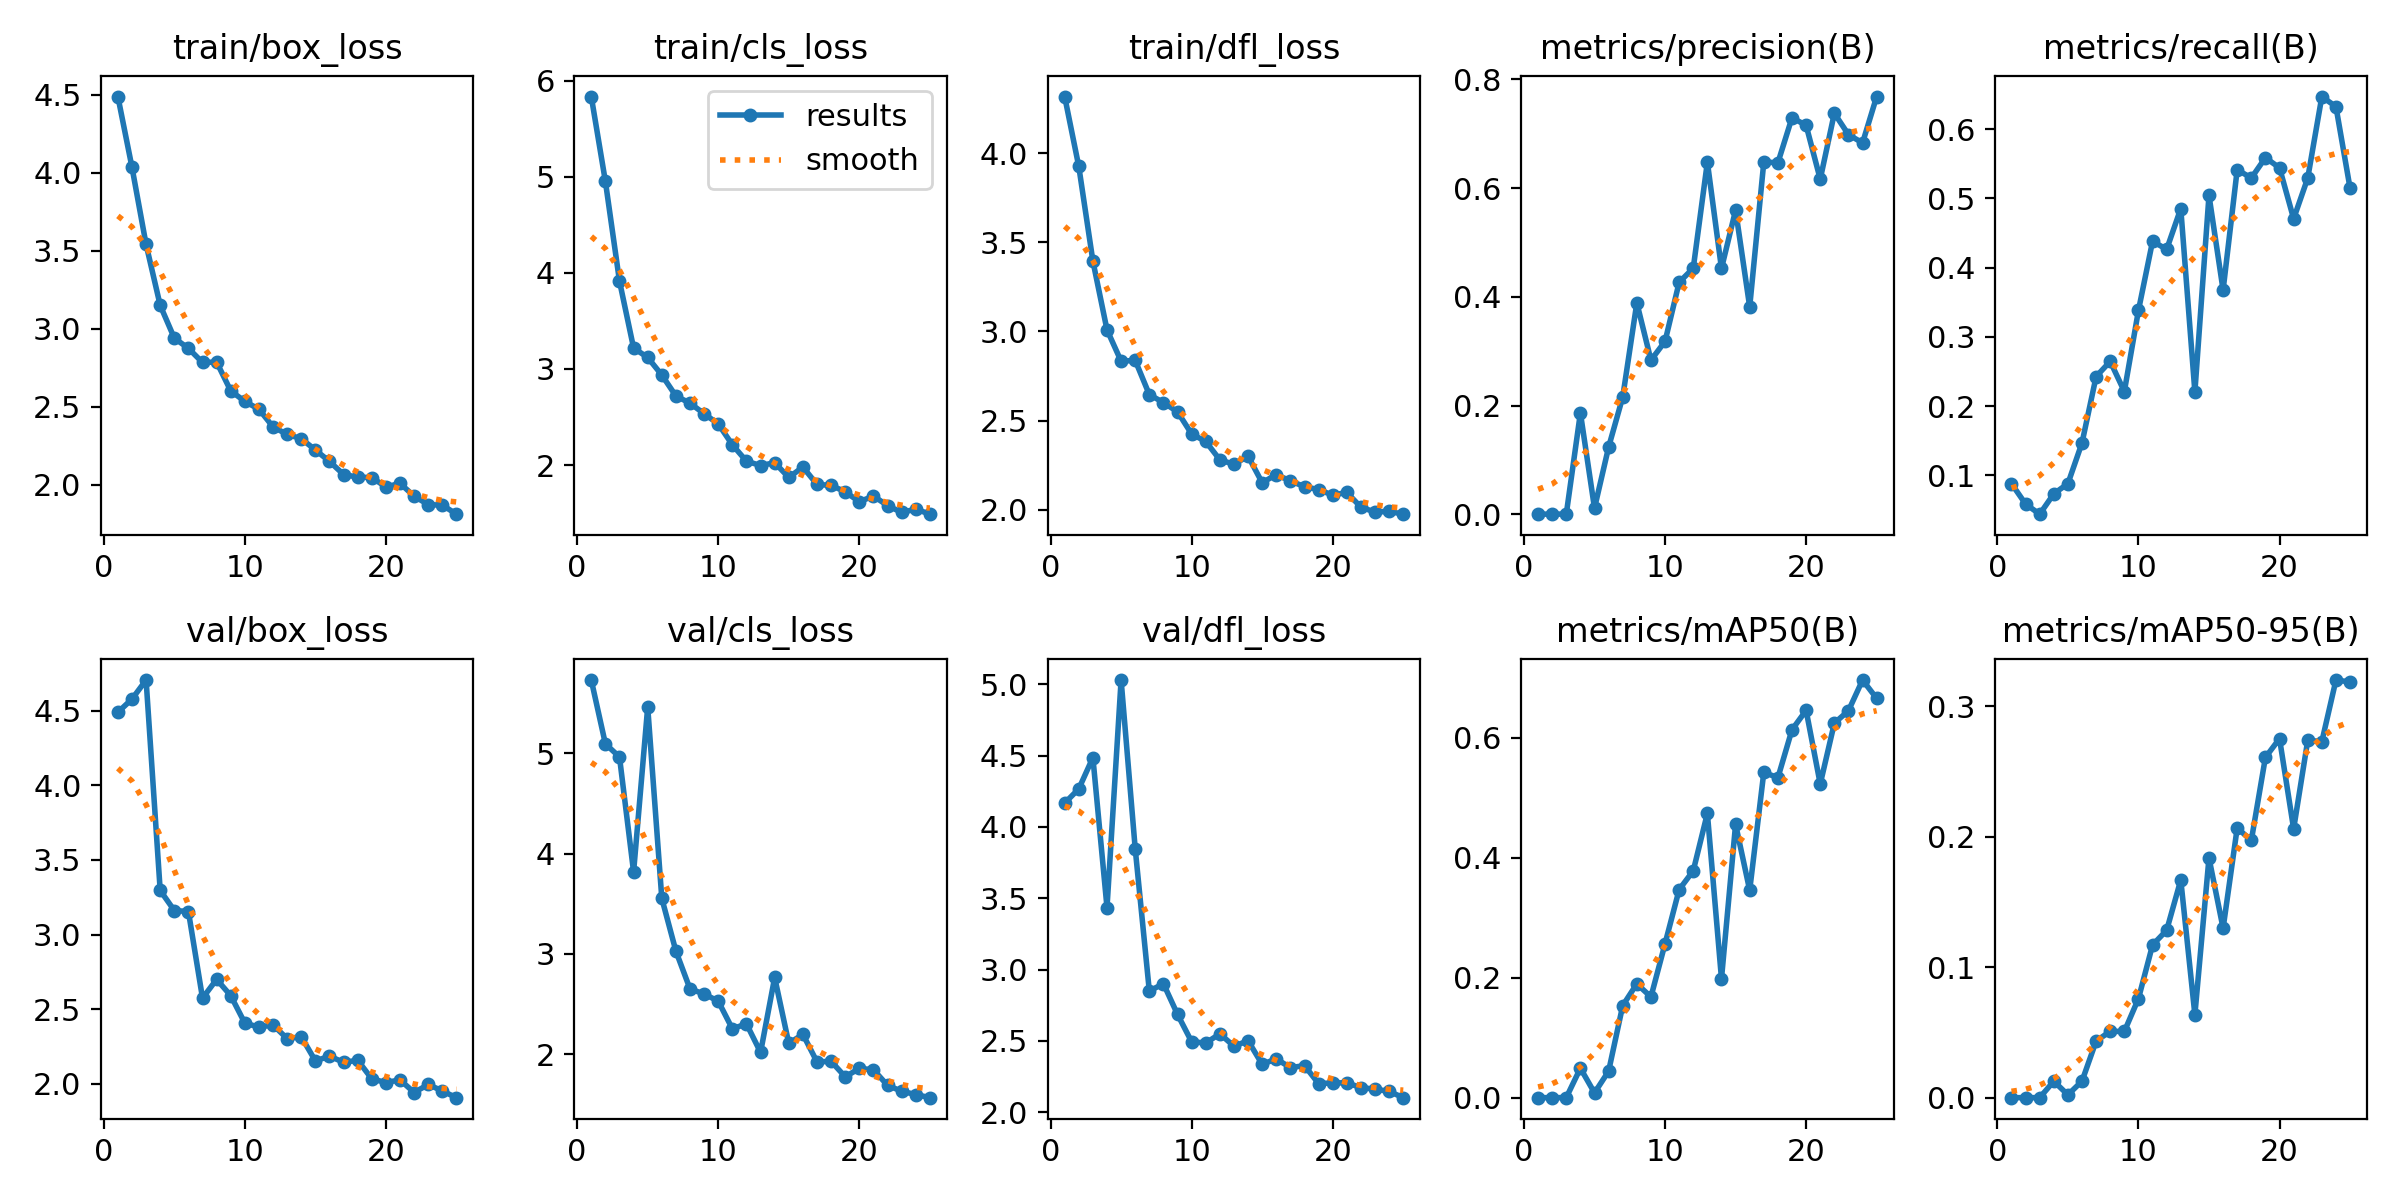 train/box_loss
4.5
4.0
3.5
3.0
2.5
2.0
0 10 20
train/cls_loss
results
smooth
6
5
4
3
2
0 10 20
train/dfl_loss
4.0
3.5
3.0
2.5
2.0
0 10 20
metrics/precision(B)
0.8
0.6
0.4
0.2
0.0
0 10 20
metrics/recall(B)
0.6
0.5
0.4
0.3
0.2
0.1
0 10 20
val/box_loss
4.5
4.0
3.5
3.0
2.5
2.0
0 10 20
val/cls_loss
5
4
3
2
0 10 20
val/dfl_loss
5.0
4.5
4.0
3.5
3.0
2.5
2.0
0 10 20
metrics/mAP50(B)
0.6
0.4
0.2
0.0
0 10 20
metrics/mAP50-95(B)
0.3
0.2
0.1
0.0
0 10 20